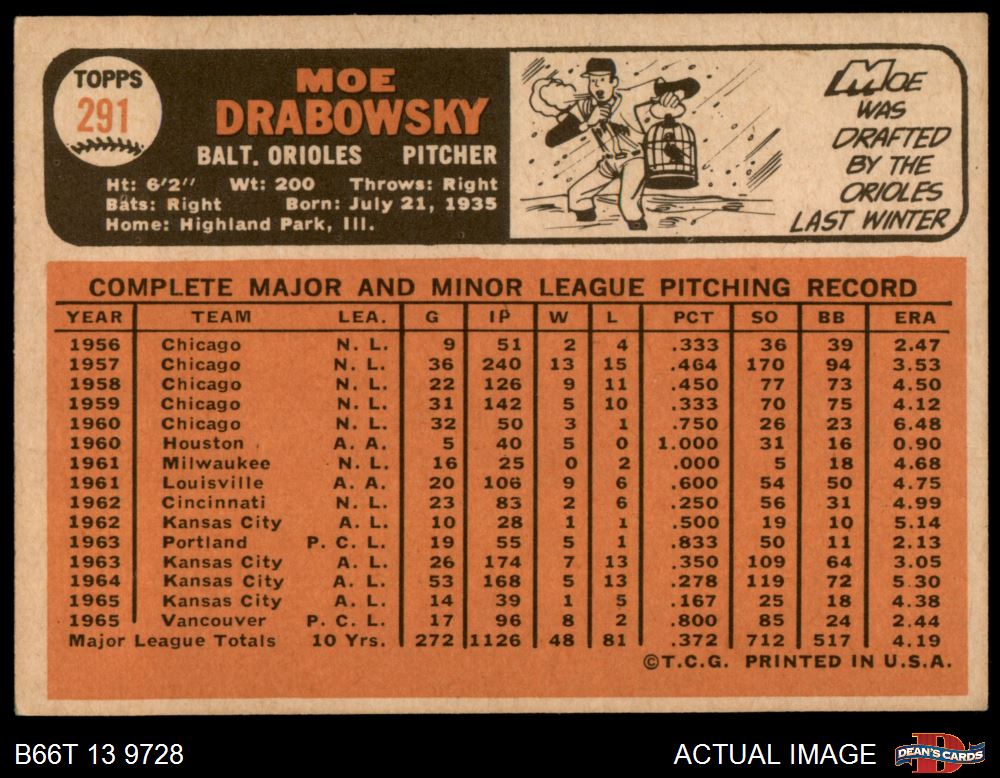 TOPPS
291
MOE
DRABOWSKY
BALT. ORIOLES PITCHER
Ht: 6'2" Wt: 200 Throws: Right
Bats: Right Born: July 21, 1935
Home: Highland Park, Ill.
MOE
WAS
DRAFTED
BY THE
ORIOLES
LAST WINTER
COMPLETE MAJOR AND MINOR LEAGUE PITCHING RECORD
YEAR TEAM LEA. G IP W L PCT SO BB ERA
1956 Chicago N. L. 9 51 2 4 .333 36 39 2.47
1957 Chicago N. L. 36 240 13 15 .464 170 94 3.53
1958 Chicago N. L. 22 126 9 11 .450 77 73 4.50
1959 Chicago N. L. 31 142 5 10 .333 70 75 4.12
1960 Chicago N. L. 32 50 3 1 .750 26 23 6.48
1960 Houston A. A. 5 40 5 0 1.000 31 16 0.90
1961 Milwaukee N. L. 16 25 0 2 .000 5 18 4.68
1961 Louisville A. A. 20 106 9 6 .600 54 50 4.75
1962 Cincinnati N. L. 23 83 2 6 .250 56 31 4.99
1962 Kansas City A. L. 10 28 1 1 .500 19 10 5.14
1963 Portland P. C. L. 19 55 5 1 .833 50 11 2.13
1963 Kansas City A. L. 26 174 7 13 .350 109 64 3.05
1964 Kansas City A. L. 53 168 5 13 .278 119 72 5.30
1965 Kansas City A. L. 14 39 1 5 .167 25 18 4.38
1965 Vancouver P. C. L. 17 96 8 2 .800 85 24 2.44
Major League Totals 10 Yrs. 272 1126 48 81 .372 712 517 4.19
©T.C.G. PRINTED IN U.S.A.
B66T 13 9728 ACTUAL IMAGE DEAN'S CARDS